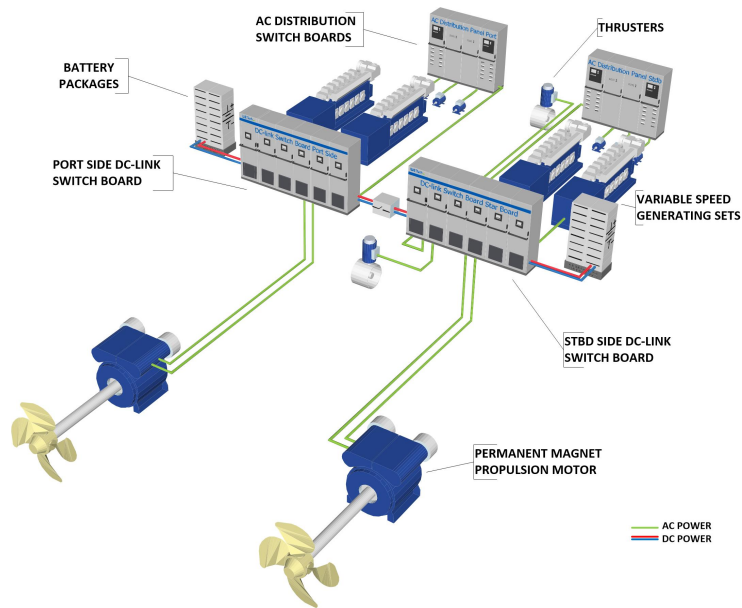 AC DISTRIBUTION
SWITCH BOARDS
AC Distribution Panel Port
THRUSTERS
AC Distribution Panel Stbd
BATTERY
PACKAGES
DC-link Switch Board Port Side
PORT SIDE DC-LINK
SWITCH BOARD
DC-link Switch Board Star Board
VARIABLE SPEED
GENERATING SETS
STBD SIDE DC-LINK
SWITCH BOARD
PERMANENT MAGNET
PROPULSION MOTOR
AC POWER
DC POWER